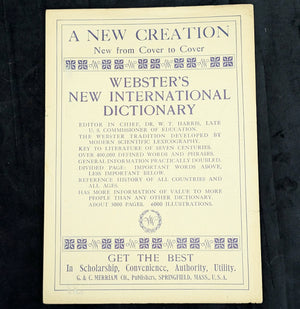 A NEW CREATION
New from Cover to Cover
WEBSTER'S
NEW INTERNATIONAL
DICTIONARY
EDITOR IN CHIEF, DR. W. T. HARRIS, LATE
U. S. COMMISSIONER OF EDUCATION.
THE WEBSTER TRADITION DEVELOPED BY
MODERN SCIENTIFIC LEXICOGRAPHY.
KEY TO LITERATURE OF SEVEN CENTURIES.
OVER 400,000 DEFINED WORDS AND PHRASES.
GENERAL INFORMATION PRACTICALLY DOUBLED.
DIVIDED PAGE: IMPORTANT WORDS ABOVE,
LESS IMPORTANT BELOW.
REFERENCE HISTORY OF ALL COUNTRIES AND
ALL AGES.
HAS MORE INFORMATION OF VALUE TO MORE
PEOPLE THAN ANY OTHER DICTIONARY.
ABOUT 3000 PAGES. 6000 ILLUSTRATIONS.
GET THE BEST
In Scholarship, Convenience, Authority, Utility.
G. & C. MERRIAM CO., Publishers, SPRINGFIELD, MASS., U.S.A.